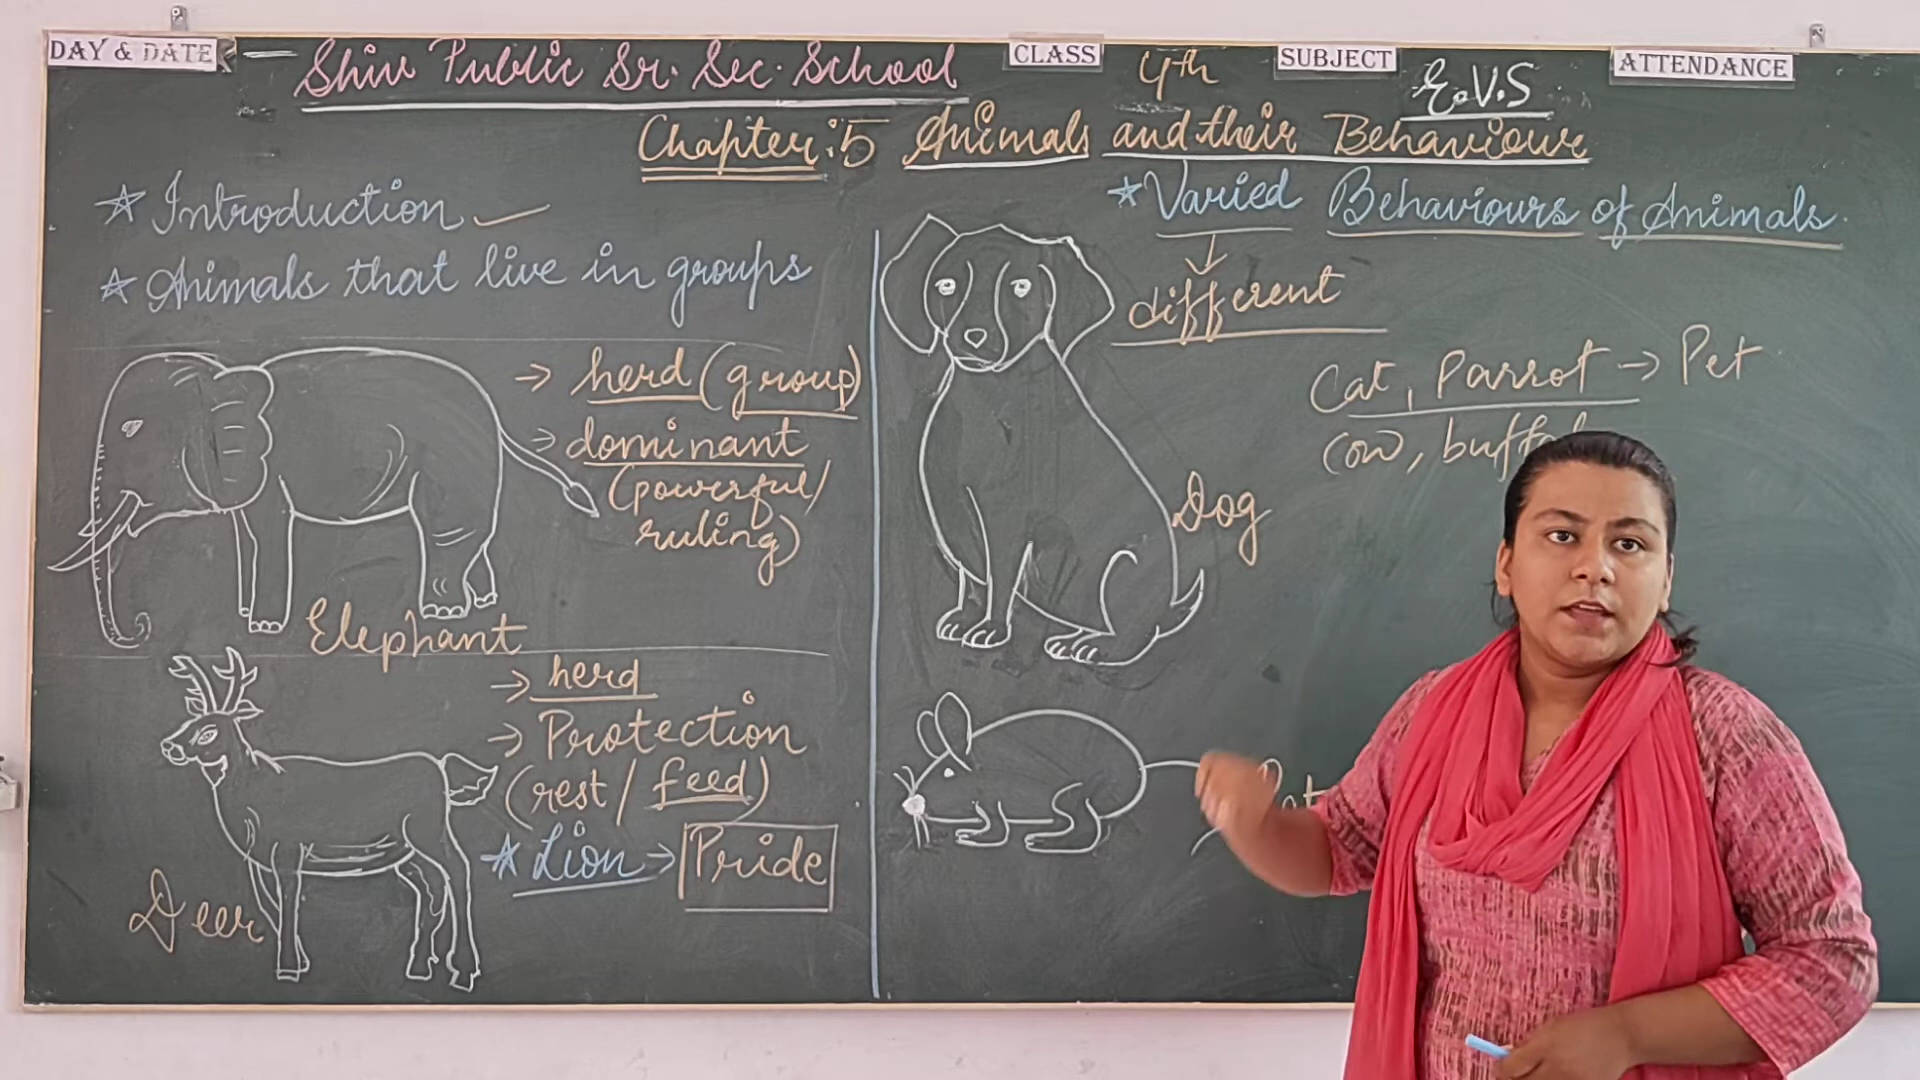 DAY & DATE
Shiv Public Sr. Sec. School
CLASS
4th
SUBJECT
E.V.S
ATTENDANCE
Chapter:5 Animals and their Behaviour
* Introduction
* Animals that live in groups
→ herd (group)
→ dominant
(powerful/
ruling)
Elephant
→ herd
→ Protection
(rest / feed)
* Lion → Pride
Deer
* Varied Behaviours of Animals.
different
Cat, Parrot → Pet
Cow,
Dog